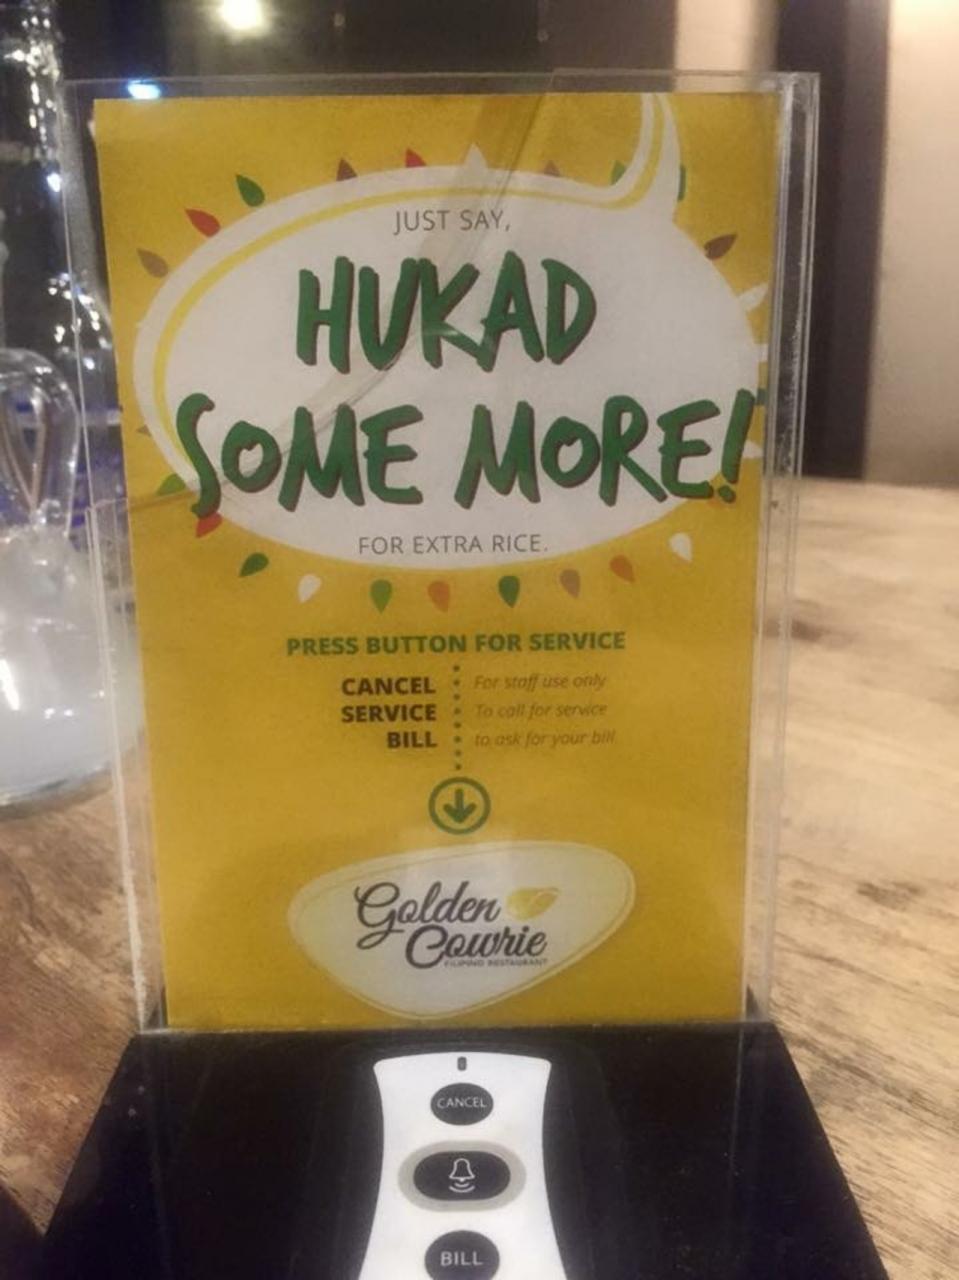 JUST SAY,
HUKAD
SOME MORE!
FOR EXTRA RICE.
PRESS BUTTON FOR SERVICE
CANCEL For staff use only
SERVICE To call for service
BILL to ask for your bill
Golden
Cowrie
FILIPINO RESTAURANT
CANCEL
BILL